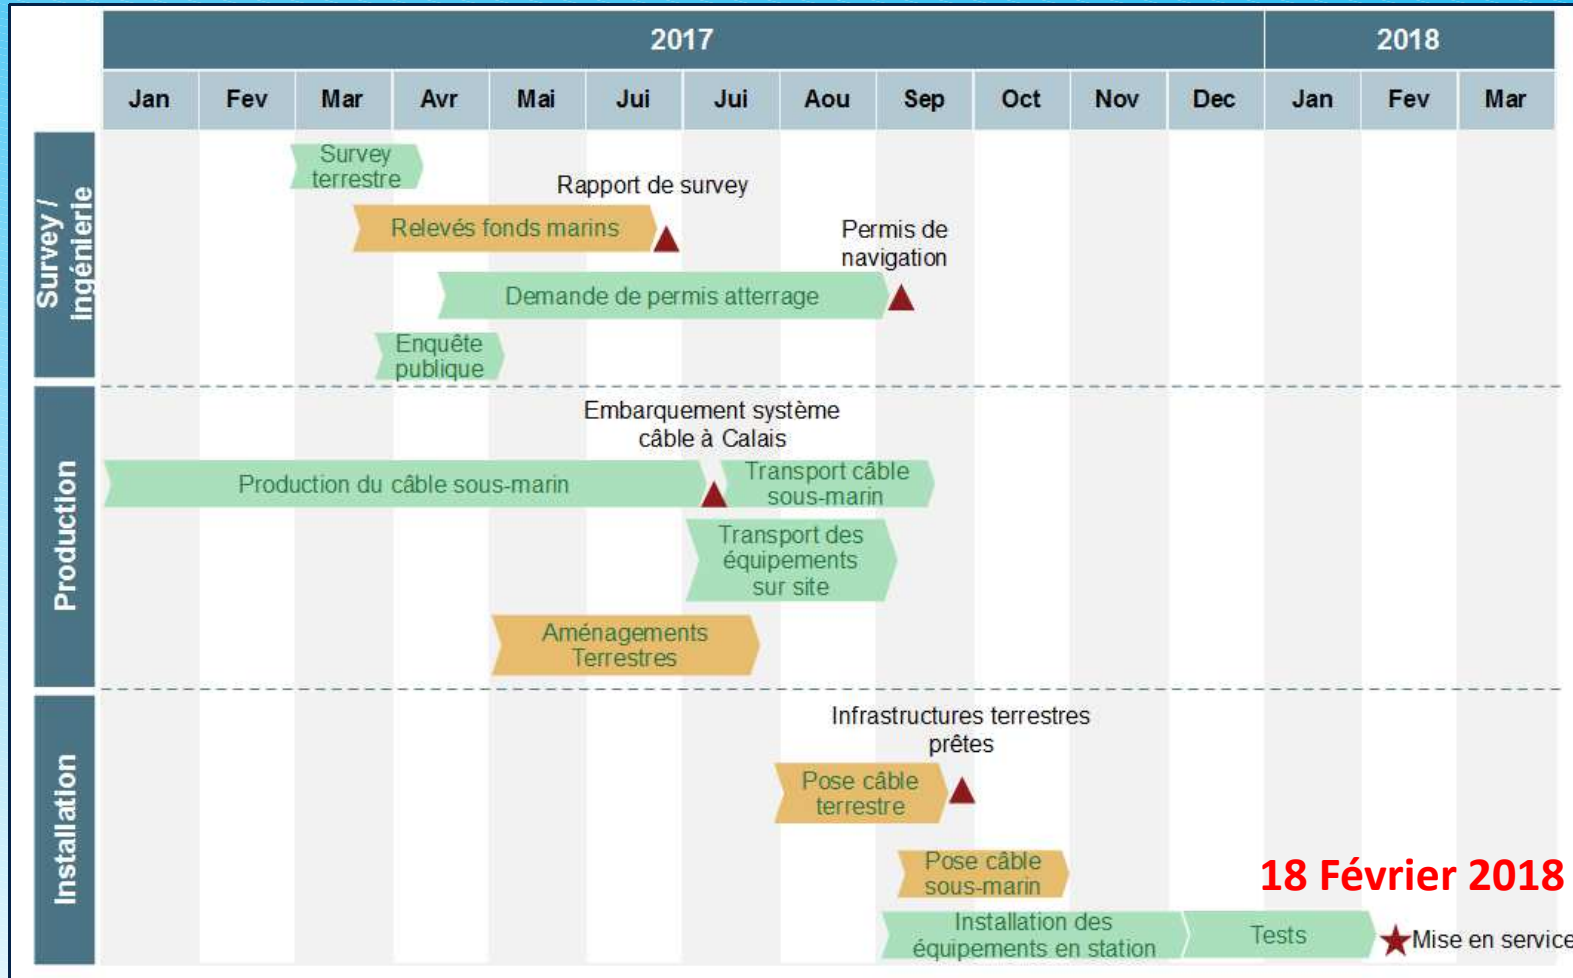 2017
2018
Jan
Fev
Mar
Avr
Mai
Jui
Jui
Aou
Sep
Oct
Nov
Dec
Jan
Fev
Mar
Survey /
ingénierie
Survey
terrestre
Rapport de survey
Relevés fonds marins
Permis de
navigation
Demande de permis atterrage
Enquête
publique
Production
Embarquement système
câble à Calais
Production du câble sous-marin
Transport câble
sous-marin
Transport des
équipements
sur site
Aménagements
Terrestres
Installation
Infrastructures terrestres
prêtes
Pose câble
terrestre
Pose câble
sous-marin
18 Février 2018
Installation des
équipements en station
Tests
Mise en service